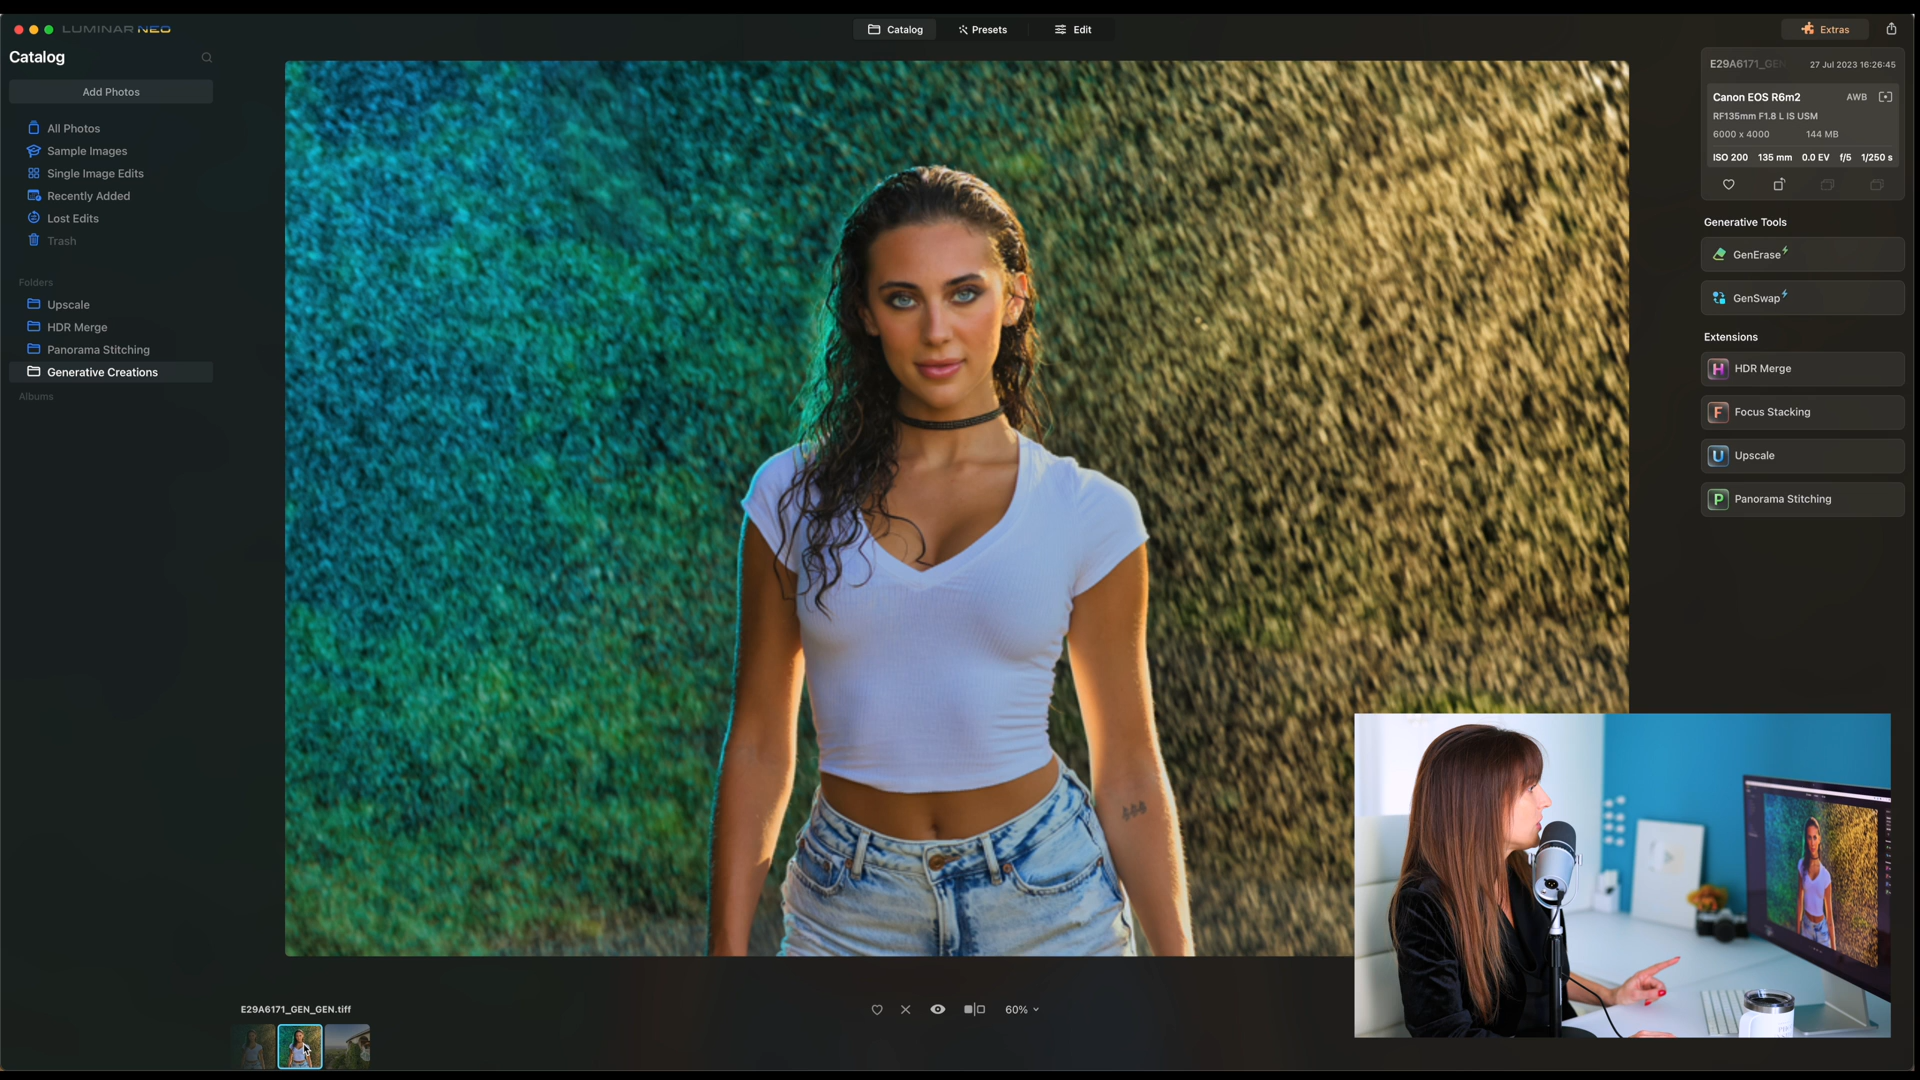 LUMINAR NEO
Catalog
Presets
Edit
Extras
Catalog
Add Photos
All Photos
Sample Images
Single Image Edits
Recently Added
Lost Edits
Trash
Folders
Upscale
HDR Merge
Panorama Stitching
Generative Creations
Albums
E29A6171_GEN
27 Jul 2023 16:26:45
Canon EOS R6m2
AWB
RF135mm F1.8 L IS USM
6000 x 4000
144 MB
ISO 200
135 mm
0.0 EV
f/5
1/250 s
Generative Tools
GenErase
GenSwap
Extensions
H
HDR Merge
F
Focus Stacking
U
Upscale
P
Panorama Stitching
E29A6171_GEN_GEN.tiff
60%